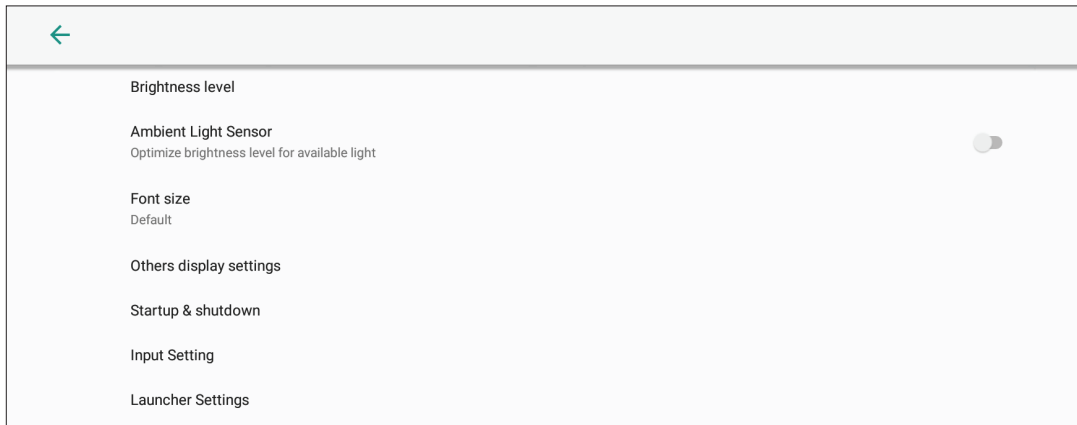 Brightness level
Ambient Light Sensor
Optimize brightness level for available light
Font size
Default
Others display settings
Startup & shutdown
Input Setting
Launcher Settings